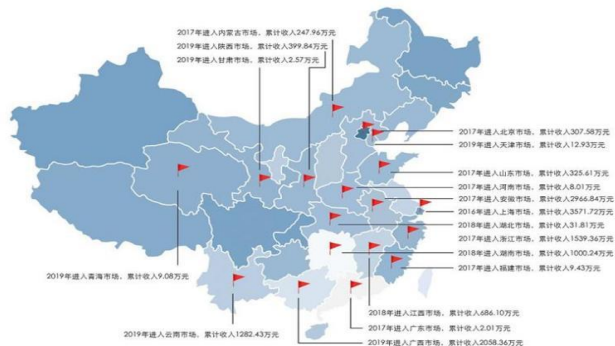 2017年进入内蒙古市场，累计收入247.96万元
2019年进入陕西市场，累计收入399.84万元
2019年进入甘肃市场，累计收入2.57万元
2017年进入北京市场，累计收入307.58万元
2019年进入天津市场，累计收入12.93万元
2017年进入山东市场，累计收入325.61万元
2017年进入河南市场，累计收入8.01万元
2017年进入安徽市场，累计收入2966.84万元
2016年进入上海市场，累计收入3571.72万元
2018年进入湖北市场，累计收入31.81万元
2017年进入浙江市场，累计收入1539.36万元
2018年进入湖南市场，累计收入1000.24万元
2017年进入福建市场，累计收入9.43万元
2019年进入青海市场，累计收入9.08万元
2018年进入江西市场，累计收入686.10万元
2017年进入广东市场，累计收入2.01万元
2019年进入云南市场，累计收入1282.43万元
2019年进入广西市场，累计收入2058.36万元